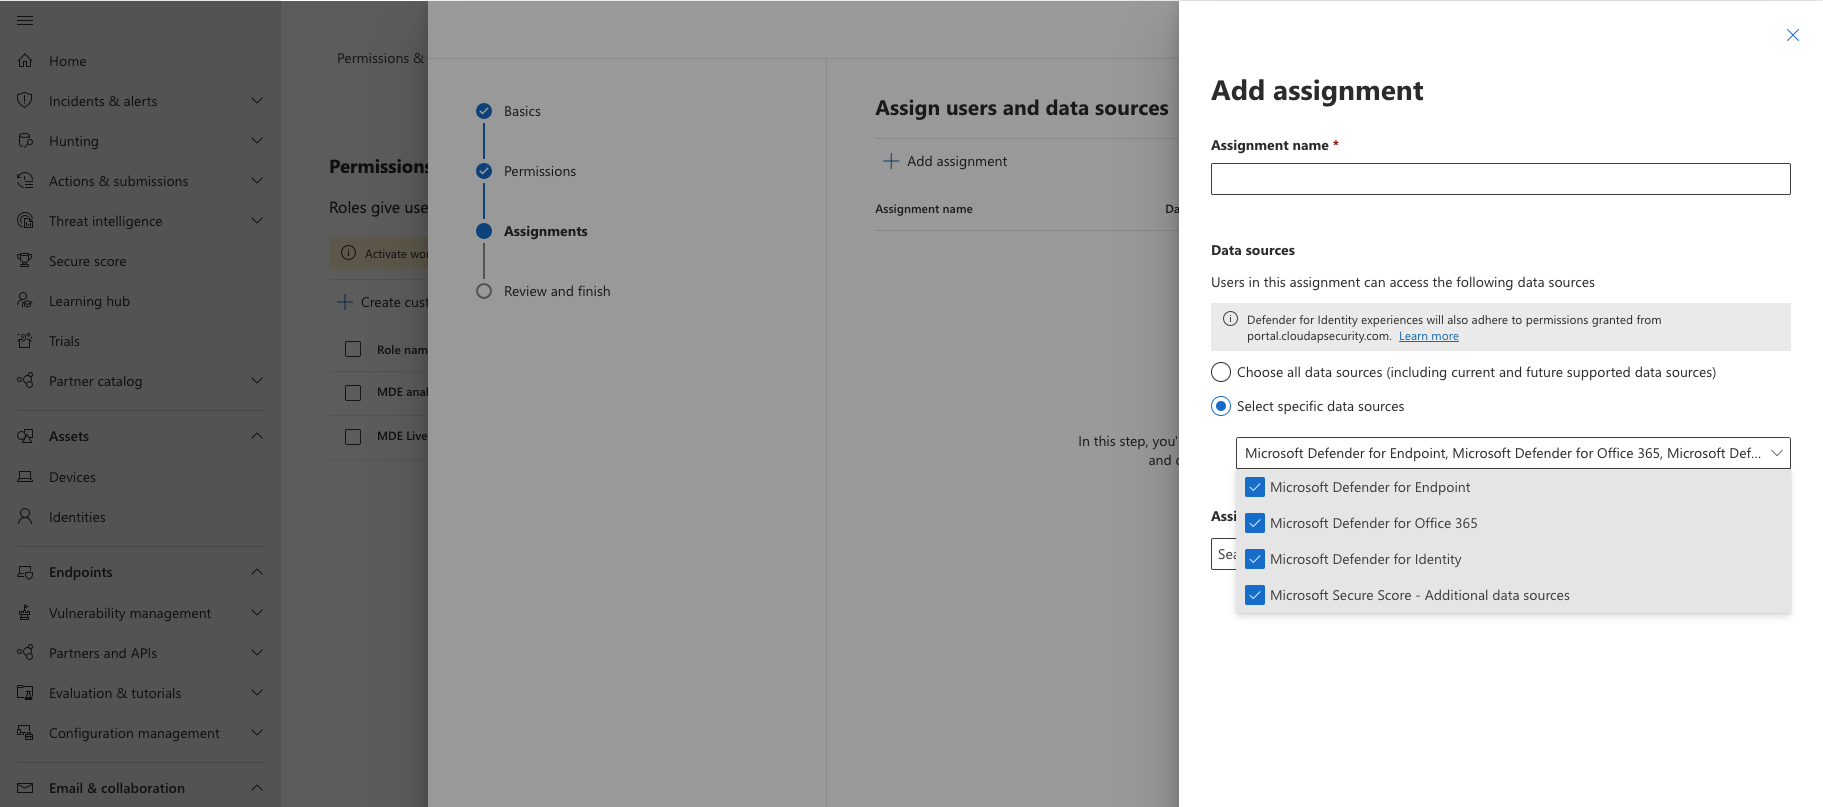 Home
Incidents & alerts
Hunting
Actions & submissions
Threat intelligence
Secure score
Learning hub
Trials
Partner catalog
Assets
Devices
Identities
Endpoints
Vulnerability management
Partners and APIs
Evaluation & tutorials
Configuration management
Email & collaboration
Permissions &
Permissions
Roles give use
Activate wo
Create cust
Role nam
MDE anal
MDE Live
Basics
Permissions
Assignments
Review and finish
Assign users and data sources
Add assignment
Assignment name Da
In this step, you'
and c
Add assignment
Assignment name *
Data sources
Users in this assignment can access the following data sources
Defender for Identity experiences will also adhere to permissions granted from
portal.cloudapsecurity.com. Learn more
Choose all data sources (including current and future supported data sources)
Select specific data sources
Microsoft Defender for Endpoint, Microsoft Defender for Office 365, Microsoft Def...
Microsoft Defender for Endpoint
Assi
Microsoft Defender for Office 365
Sea
Microsoft Defender for Identity
Microsoft Secure Score - Additional data sources